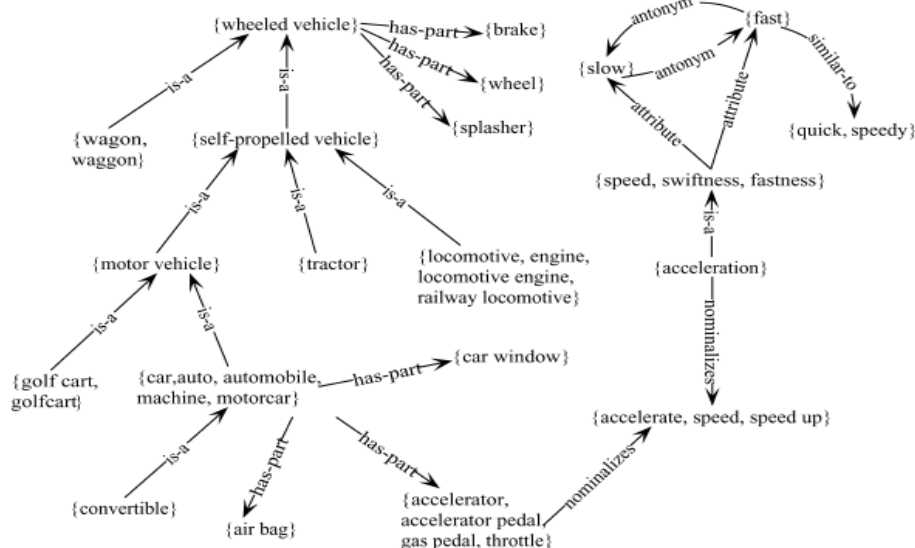 antonym
{fast}
{wheeled vehicle}
has-part
{brake}
has-part
{wheel}
has-part
{splasher}
{slow}
antonym
similar-to
{quick, speedy}
is-a
is-a
attribute
attribute
{wagon,
waggon}
{self-propelled vehicle}
{speed, swiftness, fastness}
is-a
is-a
is-a
is-a
{motor vehicle}
{tractor}
{locomotive, engine,
locomotive engine,
railway locomotive}
{acceleration}
is-a
is-a
nominalizes
{golf cart,
golfcart}
{car,auto, automobile,
machine, motorcar}
has-part
{car window}
{accelerate, speed, speed up}
is-a
has-part
has-part
nominalizes
{convertible}
{air bag}
{accelerator,
accelerator pedal,
gas pedal, throttle}